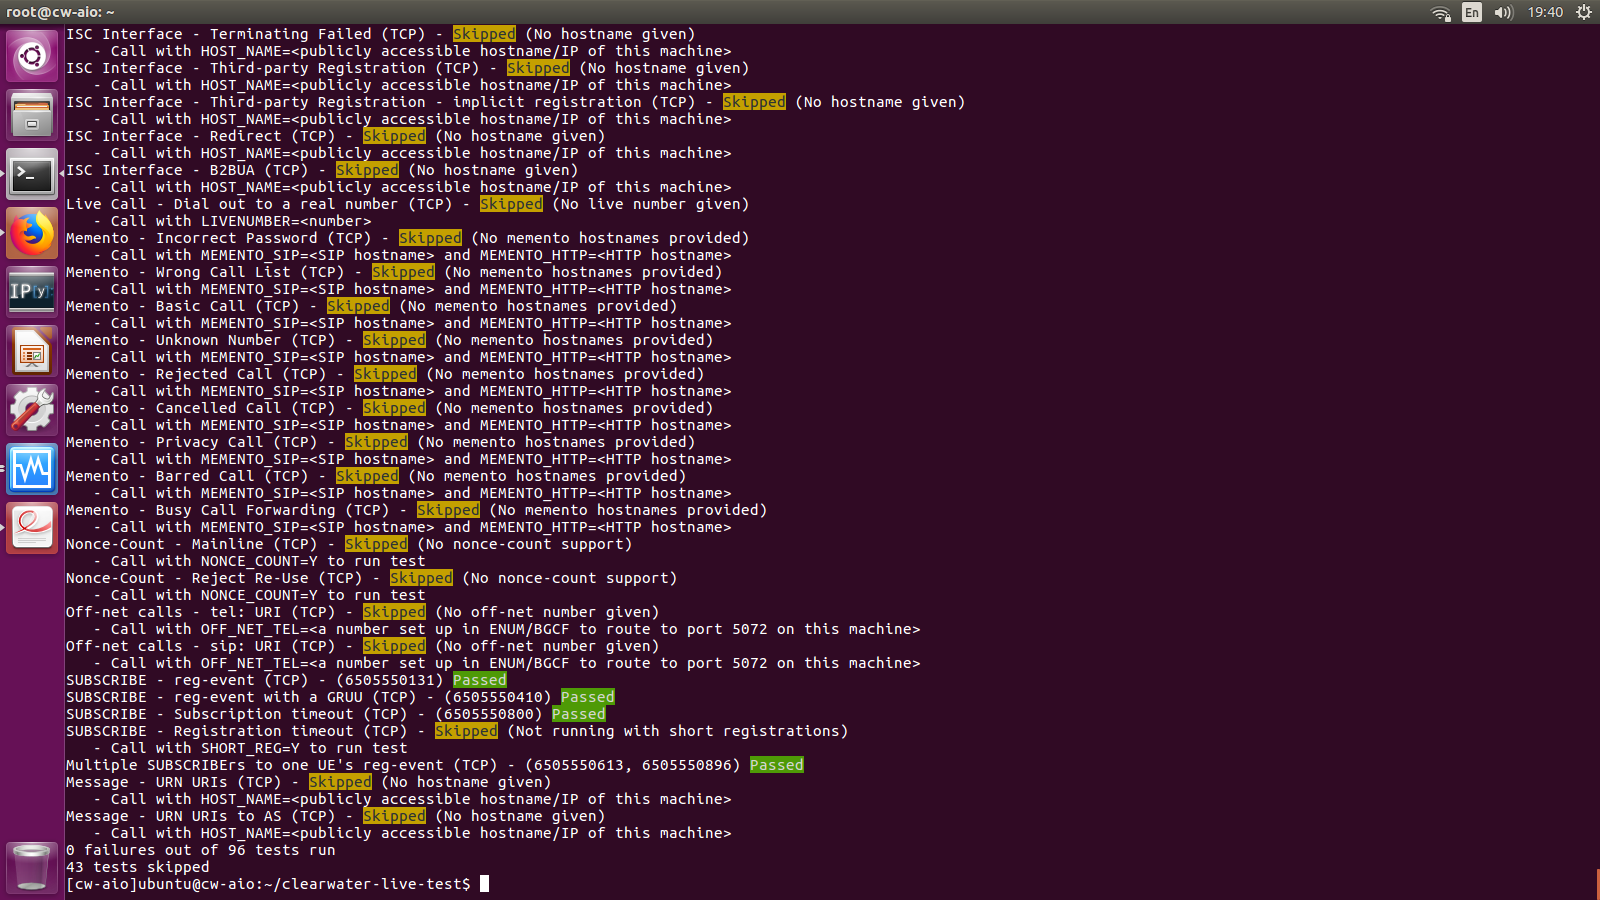 root@cw-aio: ~
En
19:40
ISC Interface - Terminating Failed (TCP) - Skipped (No hostname given)
   - Call with HOST_NAME=<publicly accessible hostname/IP of this machine>
ISC Interface - Third-party Registration (TCP) - Skipped (No hostname given)
   - Call with HOST_NAME=<publicly accessible hostname/IP of this machine>
ISC Interface - Third-party Registration - implicit registration (TCP) - Skipped (No hostname given)
   - Call with HOST_NAME=<publicly accessible hostname/IP of this machine>
ISC Interface - Redirect (TCP) - Skipped (No hostname given)
   - Call with HOST_NAME=<publicly accessible hostname/IP of this machine>
ISC Interface - B2BUA (TCP) - Skipped (No hostname given)
   - Call with HOST_NAME=<publicly accessible hostname/IP of this machine>
Live Call - Dial out to a real number (TCP) - Skipped (No live number given)
   - Call with LIVENUMBER=<number>
Memento - Incorrect Password (TCP) - Skipped (No memento hostnames provided)
   - Call with MEMENTO_SIP=<SIP hostname> and MEMENTO_HTTP=<HTTP hostname>
Memento - Wrong Call List (TCP) - Skipped (No memento hostnames provided)
   - Call with MEMENTO_SIP=<SIP hostname> and MEMENTO_HTTP=<HTTP hostname>
Memento - Basic Call (TCP) - Skipped (No memento hostnames provided)
   - Call with MEMENTO_SIP=<SIP hostname> and MEMENTO_HTTP=<HTTP hostname>
Memento - Unknown Number (TCP) - Skipped (No memento hostnames provided)
   - Call with MEMENTO_SIP=<SIP hostname> and MEMENTO_HTTP=<HTTP hostname>
Memento - Rejected Call (TCP) - Skipped (No memento hostnames provided)
   - Call with MEMENTO_SIP=<SIP hostname> and MEMENTO_HTTP=<HTTP hostname>
Memento - Cancelled Call (TCP) - Skipped (No memento hostnames provided)
   - Call with MEMENTO_SIP=<SIP hostname> and MEMENTO_HTTP=<HTTP hostname>
Memento - Privacy Call (TCP) - Skipped (No memento hostnames provided)
   - Call with MEMENTO_SIP=<SIP hostname> and MEMENTO_HTTP=<HTTP hostname>
Memento - Barred Call (TCP) - Skipped (No memento hostnames provided)
   - Call with MEMENTO_SIP=<SIP hostname> and MEMENTO_HTTP=<HTTP hostname>
Memento - Busy Call Forwarding (TCP) - Skipped (No memento hostnames provided)
   - Call with MEMENTO_SIP=<SIP hostname> and MEMENTO_HTTP=<HTTP hostname>
Nonce-Count - Mainline (TCP) - Skipped (No nonce-count support)
   - Call with NONCE_COUNT=Y to run test
Nonce-Count - Reject Re-Use (TCP) - Skipped (No nonce-count support)
   - Call with NONCE_COUNT=Y to run test
Off-net calls - tel: URI (TCP) - Skipped (No off-net number given)
   - Call with OFF_NET_TEL=<a number set up in ENUM/BGCF to route to port 5072 on this machine>
Off-net calls - sip: URI (TCP) - Skipped (No off-net number given)
   - Call with OFF_NET_TEL=<a number set up in ENUM/BGCF to route to port 5072 on this machine>
SUBSCRIBE - reg-event (TCP) - (6505550131) Passed
SUBSCRIBE - reg-event with a GRUU (TCP) - (6505550410) Passed
SUBSCRIBE - Subscription timeout (TCP) - (6505550800) Passed
SUBSCRIBE - Registration timeout (TCP) - Skipped (Not running with short registrations)
   - Call with SHORT_REG=Y to run test
Multiple SUBSCRIBErs to one UE's reg-event (TCP) - (6505550613, 6505550896) Passed
Message - URN URIs (TCP) - Skipped (No hostname given)
   - Call with HOST_NAME=<publicly accessible hostname/IP of this machine>
Message - URN URIs to AS (TCP) - Skipped (No hostname given)
   - Call with HOST_NAME=<publicly accessible hostname/IP of this machine>
0 failures out of 96 tests run
43 tests skipped
[cw-aio]ubuntu@cw-aio:~/clearwater-live-test$
IP[y]: